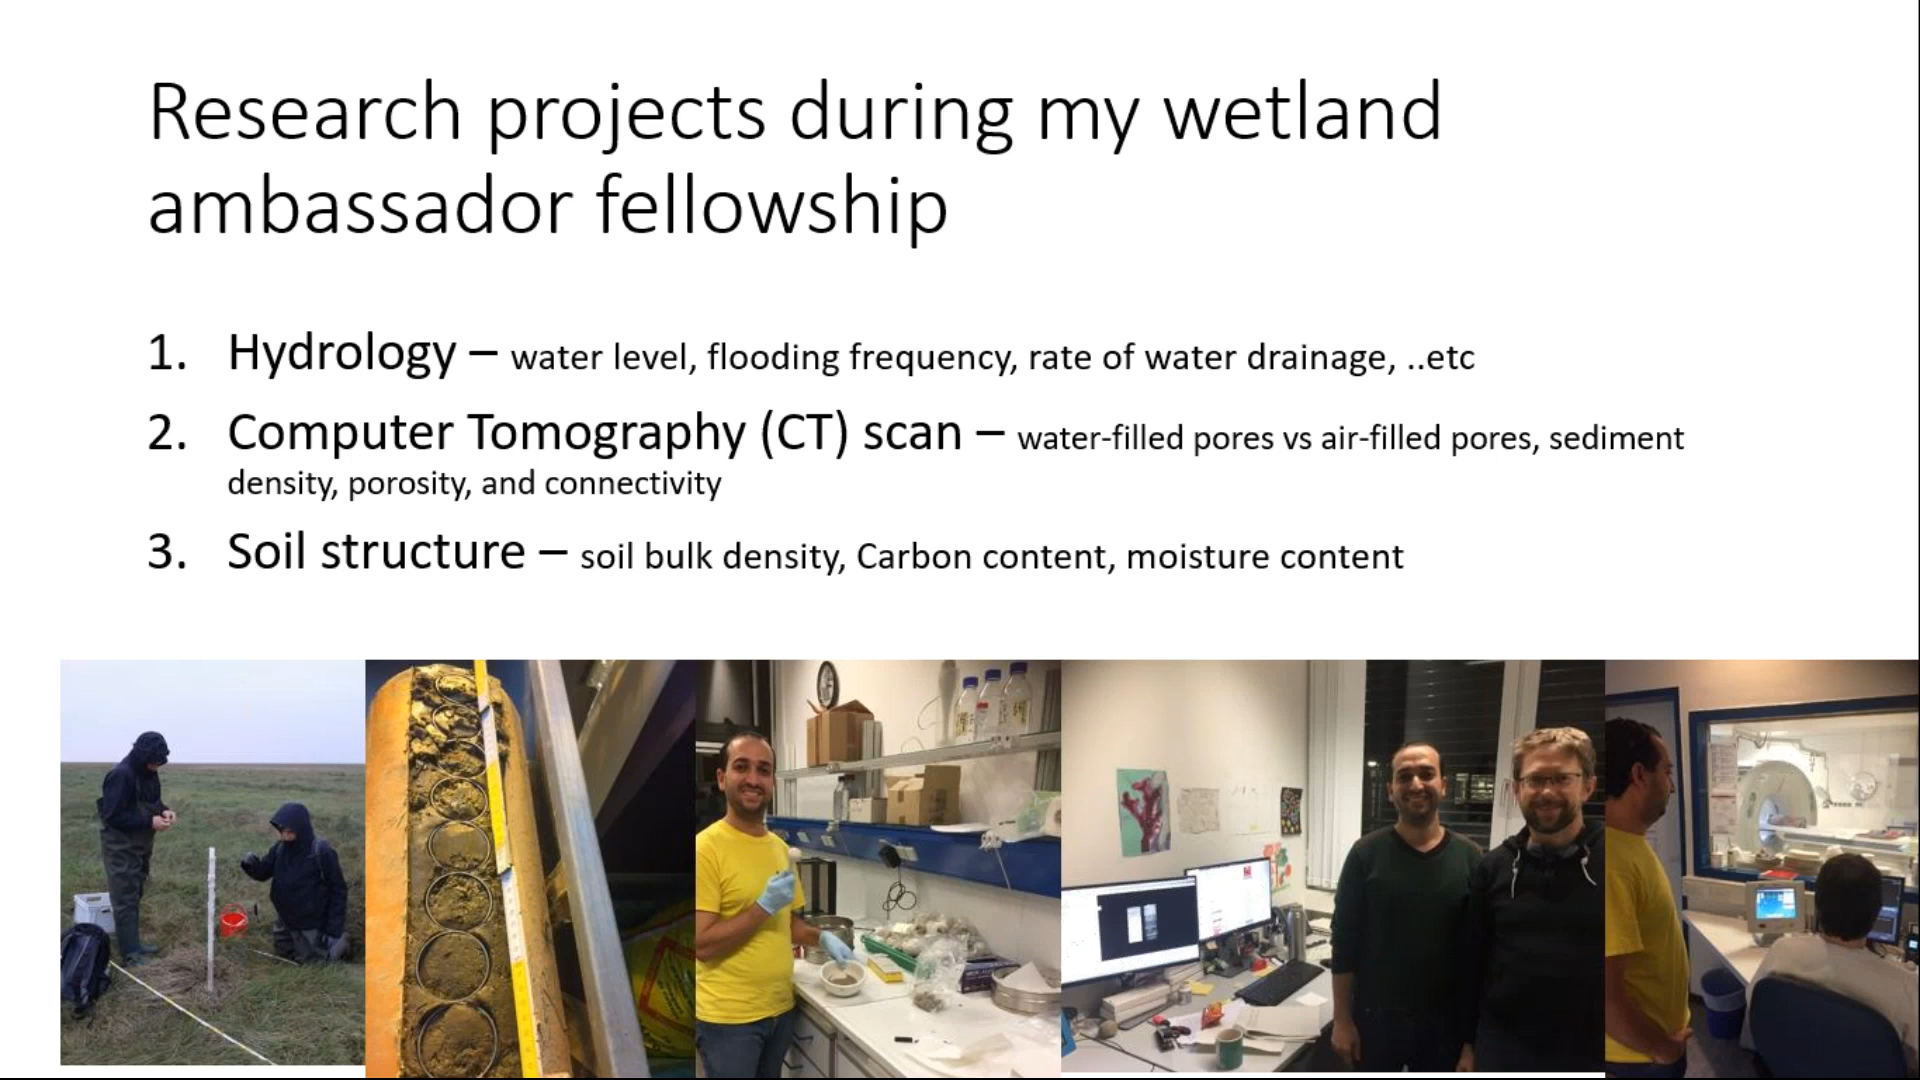 Research projects during my wetland
ambassador fellowship
1. Hydrology – water level, flooding frequency, rate of water drainage, ..etc
2. Computer Tomography (CT) scan – water-filled pores vs air-filled pores, sediment
density, porosity, and connectivity
3. Soil structure – soil bulk density, Carbon content, moisture content